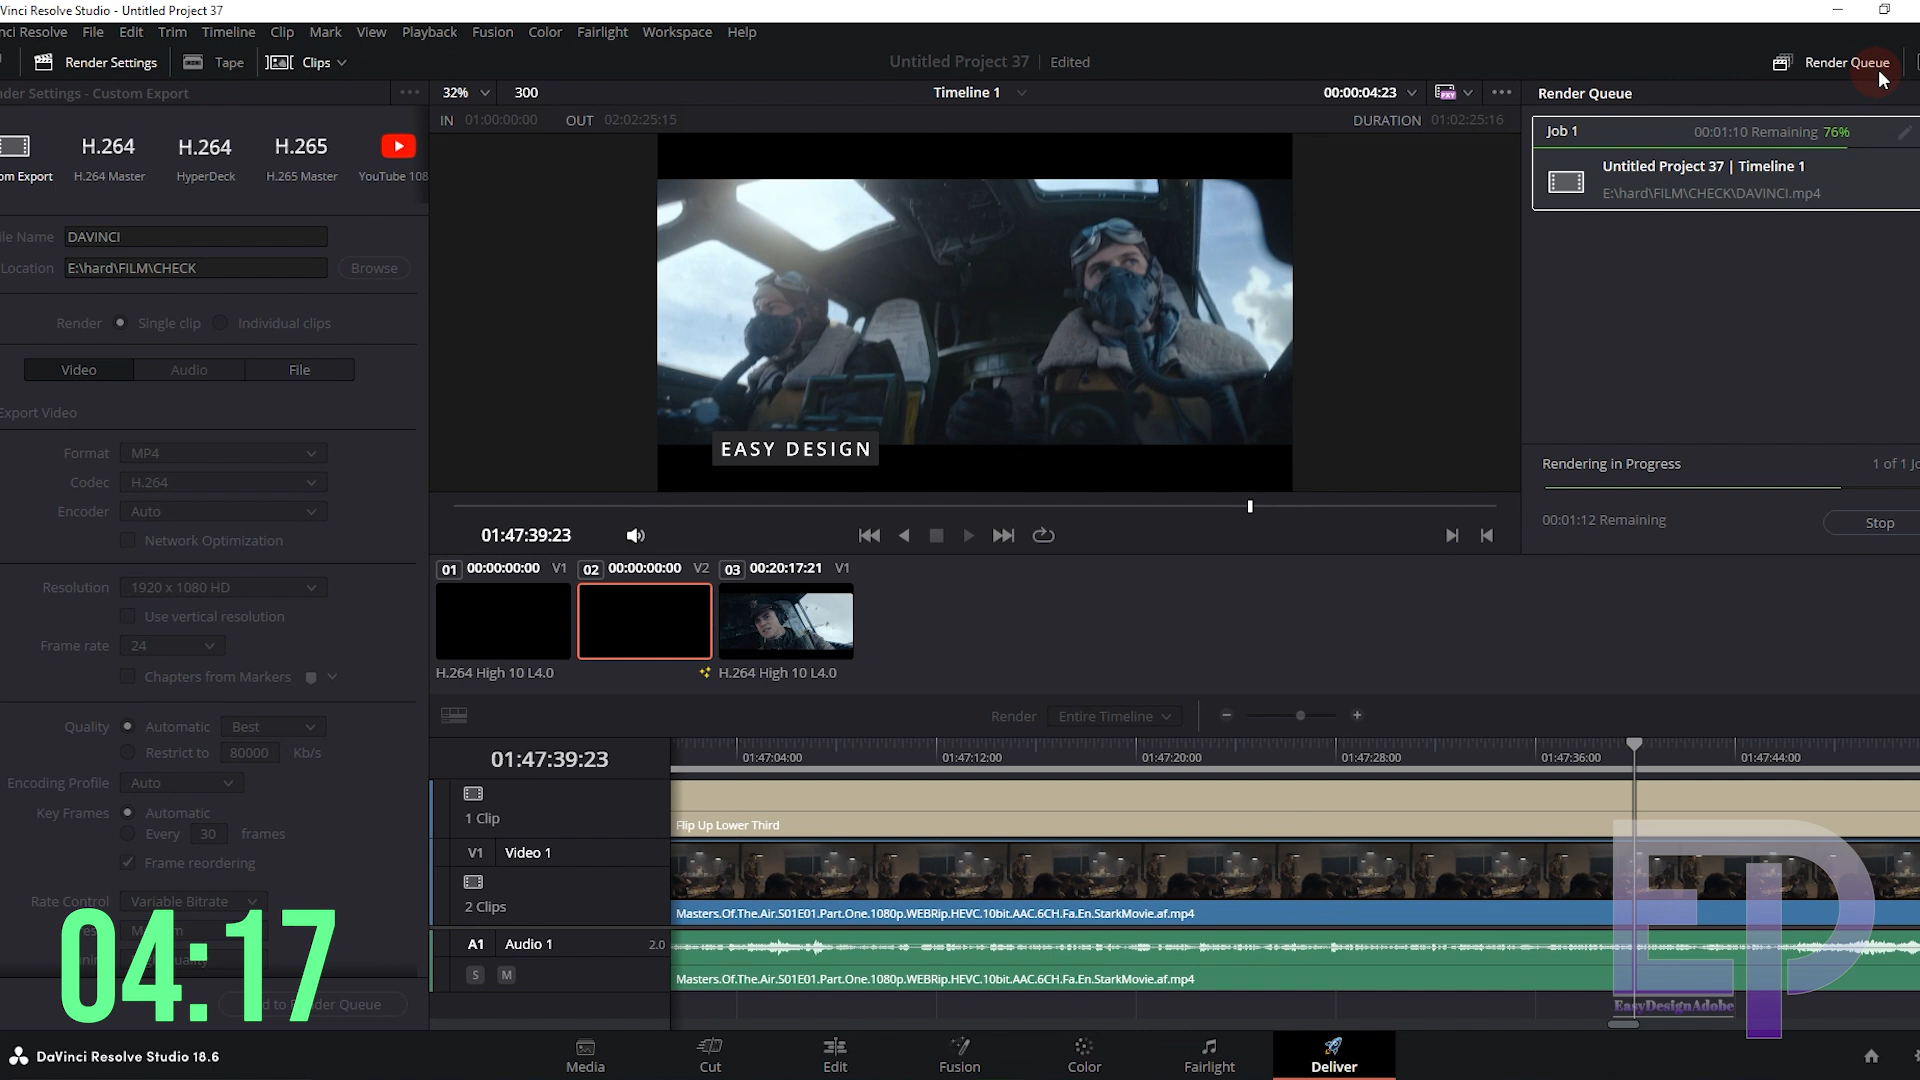 Vinci Resolve Studio - Untitled Project 37
nci Resolve File Edit Trim Timeline Clip Mark View Playback Fusion Color Fairlight Workspace Help
Render Settings Tape Clips Untitled Project 37 Edited Render Queue
nder Settings - Custom Export 32% 300 Timeline 1 00:00:04:23 PXY Render Queue
IN 01:00:00:00 OUT 02:02:25:15 DURATION 01:02:25:16
H.264 H.264 H.265
om Export H.264 Master HyperDeck H.265 Master YouTube 108
Job 1 00:01:10 Remaining 76%
Untitled Project 37 | Timeline 1
E:\hard\FILM\CHECK\DAVINCI.mp4
ile Name DAVINCI
Location E:\hard\FILM\CHECK Browse
Render Single clip Individual clips
Video Audio File
Export Video
Format MP4
Codec H.264
Encoder Auto
Network Optimization
Resolution 1920 x 1080 HD
Use vertical resolution
Frame rate 24
Chapters from Markers
Quality Automatic Best
Restrict to 80000 Kb/s
Encoding Profile Auto
Key Frames Automatic
Every 30 frames
Frame reordering
Rate Control Variable Bitrate
04:17
EASY DESIGN
Rendering in Progress 1 of 1 Jo
00:01:12 Remaining Stop
01:47:39:23
01 00:00:00:00 V1 02 00:00:00:00 V2 03 00:20:17:21 V1
H.264 High 10 L4.0 H.264 High 10 L4.0
Render Entire Timeline
01:47:39:23 01:47:04:00 01:47:12:00 01:47:20:00 01:47:28:00 01:47:36:00 01:47:44:00
1 Clip
Flip Up Lower Third
V1 Video 1
2 Clips
Masters.Of.The.Air.S01E01.Part.One.1080p.WEBRip.HEVC.10bit.AAC.6CH.Fa.En.StarkMovie.af.mp4
A1 Audio 1 2.0
S M
Masters.Of.The.Air.S01E01.Part.One.1080p.WEBRip.HEVC.10bit.AAC.6CH.Fa.En.StarkMovie.af.mp4
EasyDesignAdobe
DaVinci Resolve Studio 18.6
Media Cut Edit Fusion Color Fairlight Deliver